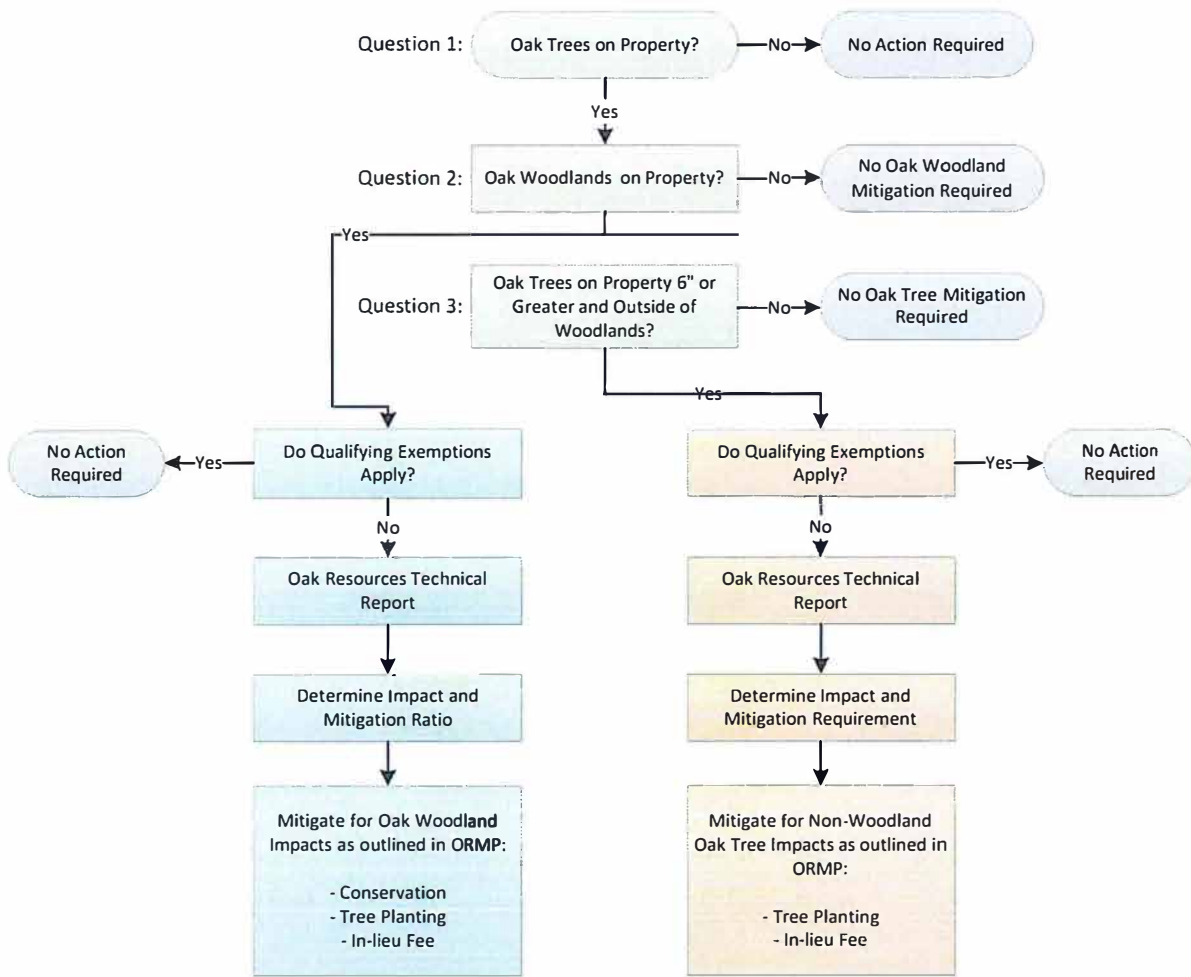 Question 1:
Oak Trees on Property?
No
No Action Required
Yes
Question 2:
Oak Woodlands on Property?
No
No Oak Woodland
Mitigation Required
Yes
Question 3:
Oak Trees on Property 6" or
Greater and Outside of
Woodlands?
No
No Oak Tree Mitigation
Required
Yes
No Action
Required
Yes
Do Qualifying Exemptions
Apply?
No
Oak Resources Technical
Report
Determine Impact and
Mitigation Ratio
Mitigate for Oak Woodland
Impacts as outlined in ORMP:
- Conservation
- Tree Planting
- In-lieu Fee
Do Qualifying Exemptions
Apply?
Yes
No Action
Required
No
Oak Resources Technical
Report
Determine Impact and
Mitigation Requirement
Mitigate for Non-Woodland
Oak Tree Impacts as outlined in
ORMP:
- Tree Planting
- In-lieu Fee